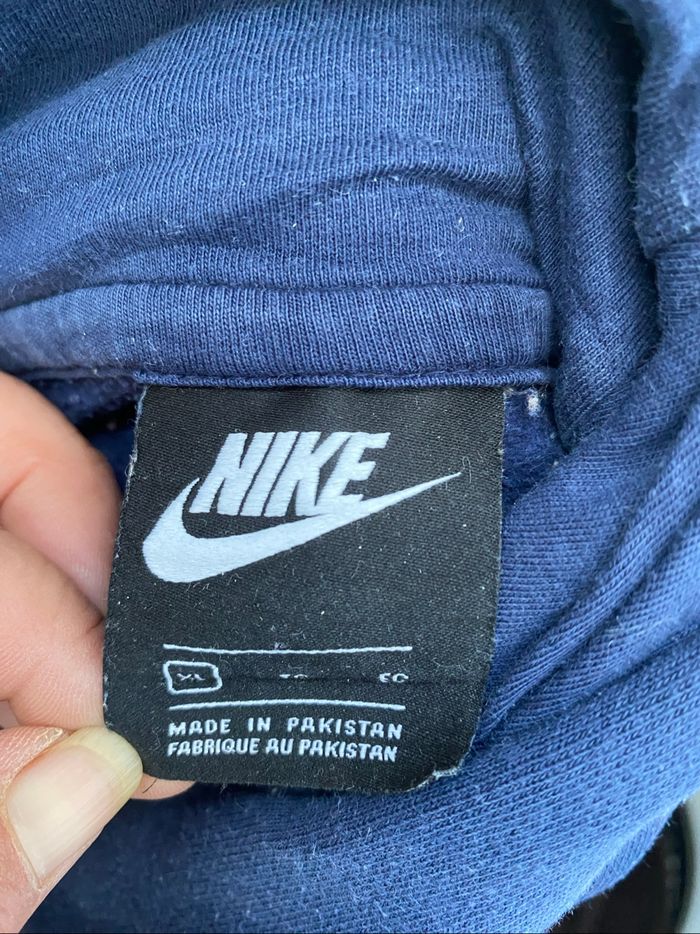 NIKE
XL
MADE IN PAKISTAN
FABRIQUE AU PAKISTAN